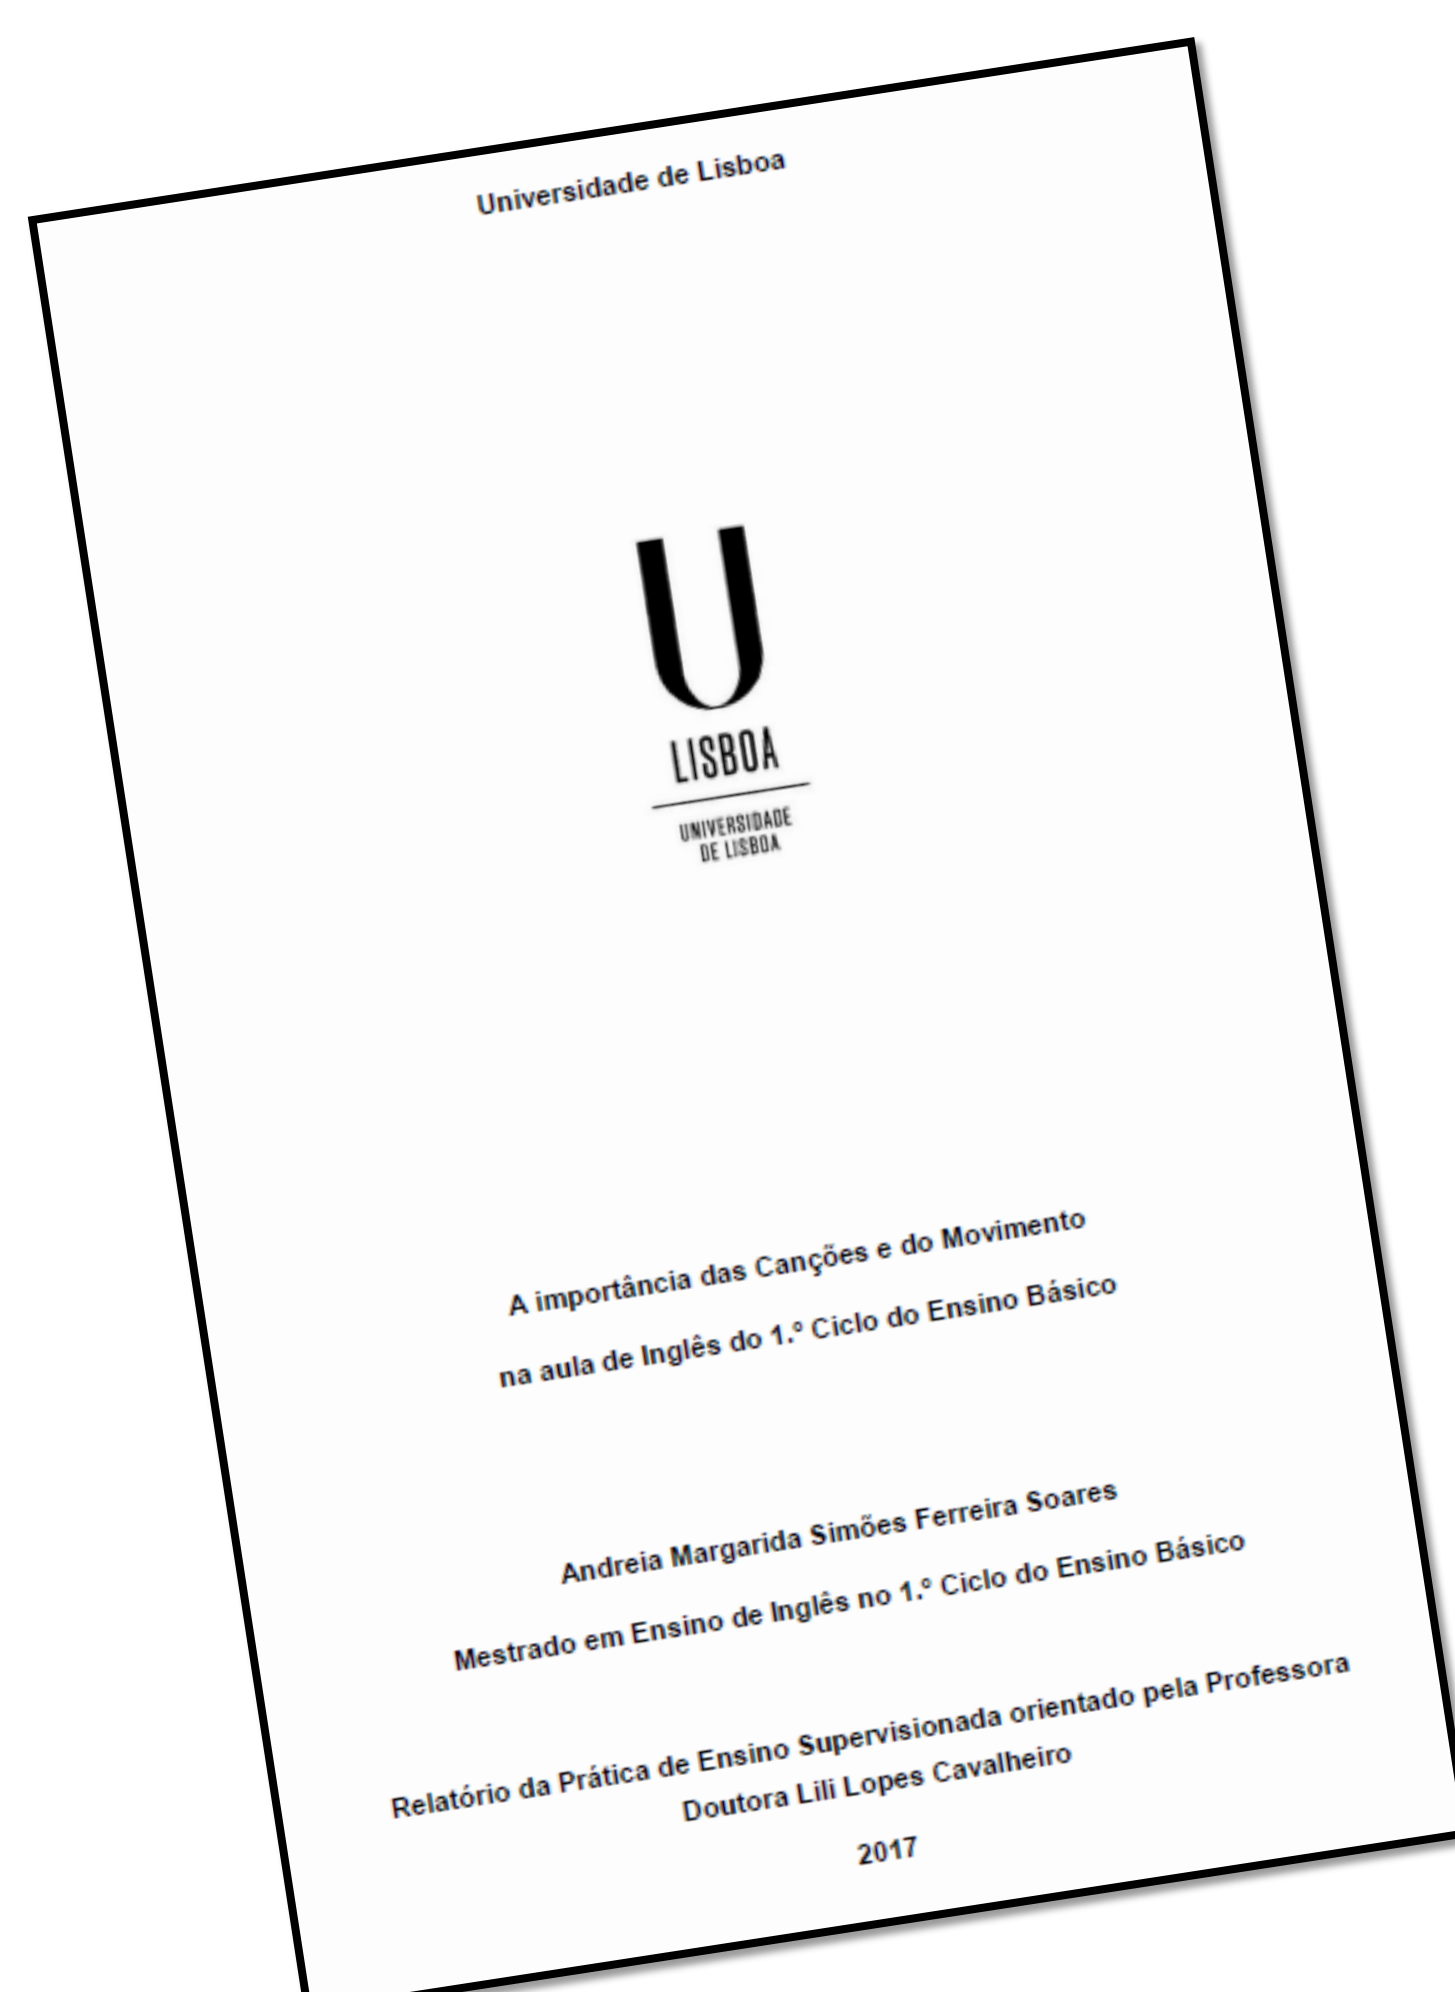 Universidade de Lisboa
U
LISBOA
UNIVERSIDADE
DE LISBOA
A importância das Canções e do Movimento
na aula de Inglês do 1.º Ciclo do Ensino Básico
Andreia Margarida Simões Ferreira Soares
Mestrado em Ensino de Inglês no 1.º Ciclo do Ensino Básico
Relatório da Prática de Ensino Supervisionada orientado pela Professora
Doutora Lili Lopes Cavalheiro
2017